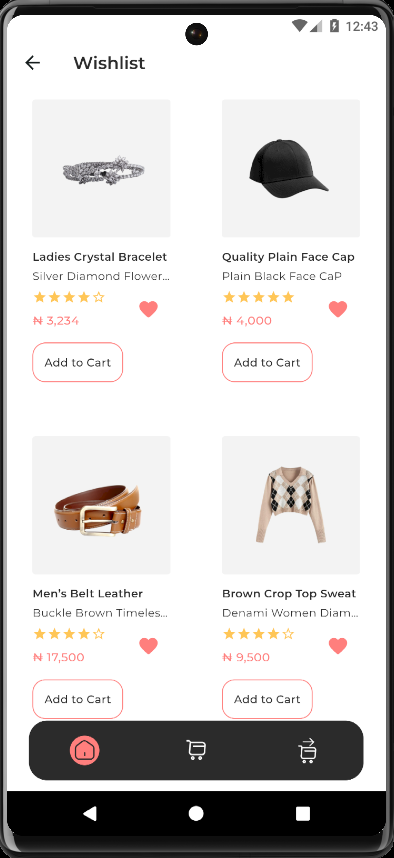 12:43
Wishlist
Ladies Crystal Bracelet
Silver Diamond Flower...
₦ 3,234
Add to Cart
Quality Plain Face Cap
Plain Black Face CaP
₦ 4,000
Add to Cart
Men’s Belt Leather
Buckle Brown Timeles...
₦ 17,500
Add to Cart
Brown Crop Top Sweat
Denami Women Diam...
₦ 9,500
Add to Cart